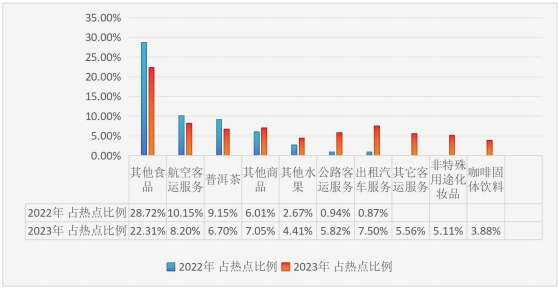 35.00%
30.00%
25.00%
20.00%
15.00%
10.00%
5.00%
0.00%
其他食品 航空客运服务 普洱茶 其他商品 其他水果 公路客运服务 出租汽车服务 其它客运服务 非特殊用途化妆品 咖啡固体饮料
2022年 占热点比例 28.72% 10.15% 9.15% 6.01% 2.67% 0.94% 0.87%
2023年 占热点比例 22.31% 8.20% 6.70% 7.05% 4.41% 5.82% 7.50% 5.56% 5.11% 3.88%
2022年 占热点比例 2023年 占热点比例